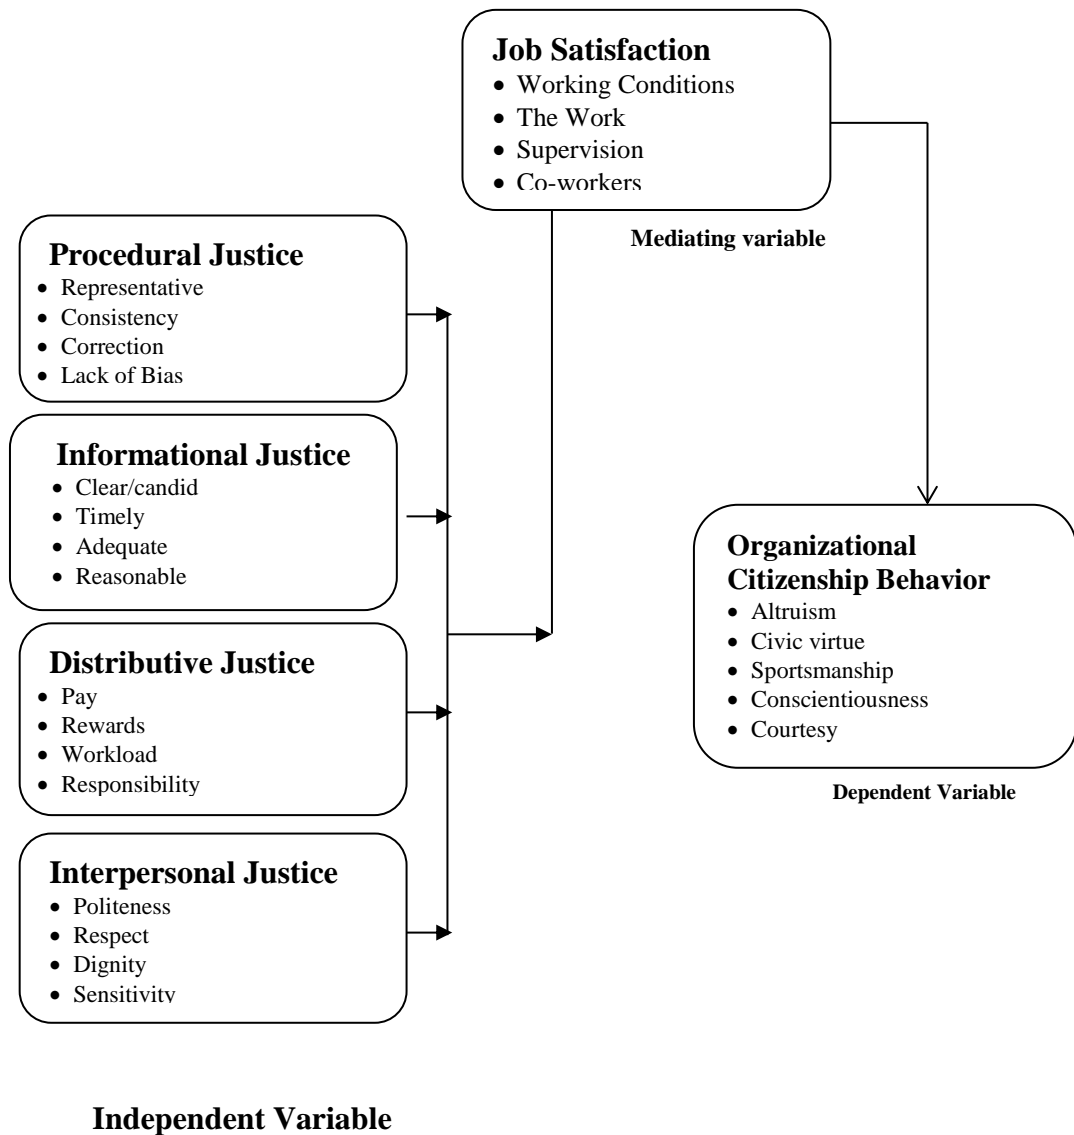 Job Satisfaction
• Working Conditions
• The Work
• Supervision
• Co-workers
Mediating variable
Procedural Justice
• Representative
• Consistency
• Correction
• Lack of Bias
Informational Justice
• Clear/candid
• Timely
• Adequate
• Reasonable
Distributive Justice
• Pay
• Rewards
• Workload
• Responsibility
Interpersonal Justice
• Politeness
• Respect
• Dignity
• Sensitivity
Organizational
Citizenship Behavior
• Altruism
• Civic virtue
• Sportsmanship
• Conscientiousness
• Courtesy
Dependent Variable
Independent Variable